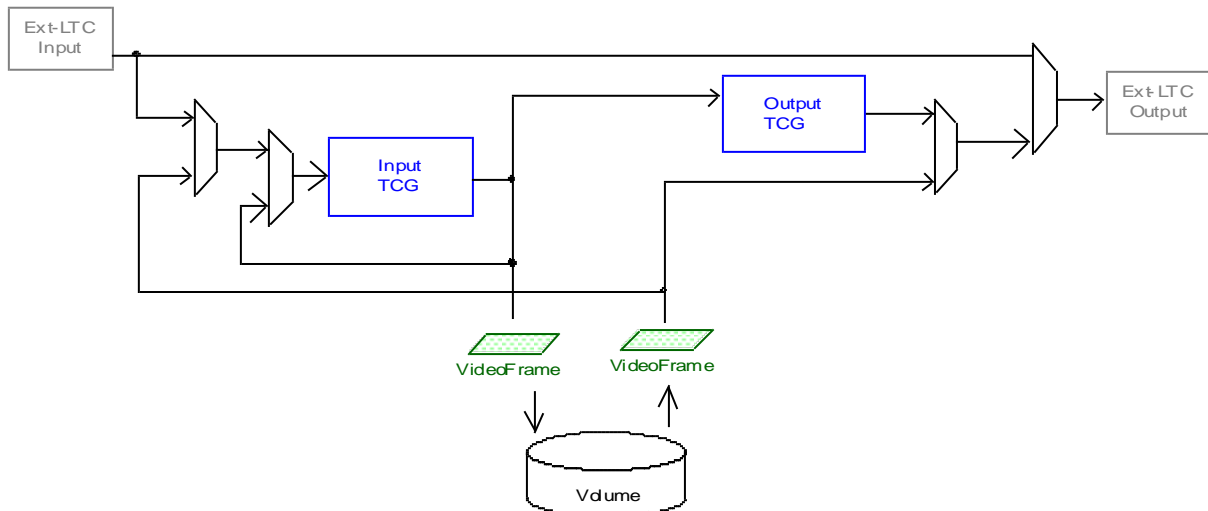 Ext-LTC
Input
Ext-LTC
Output
Output
TCG
Input
TCG
VideoFrame
VideoFrame
Volume